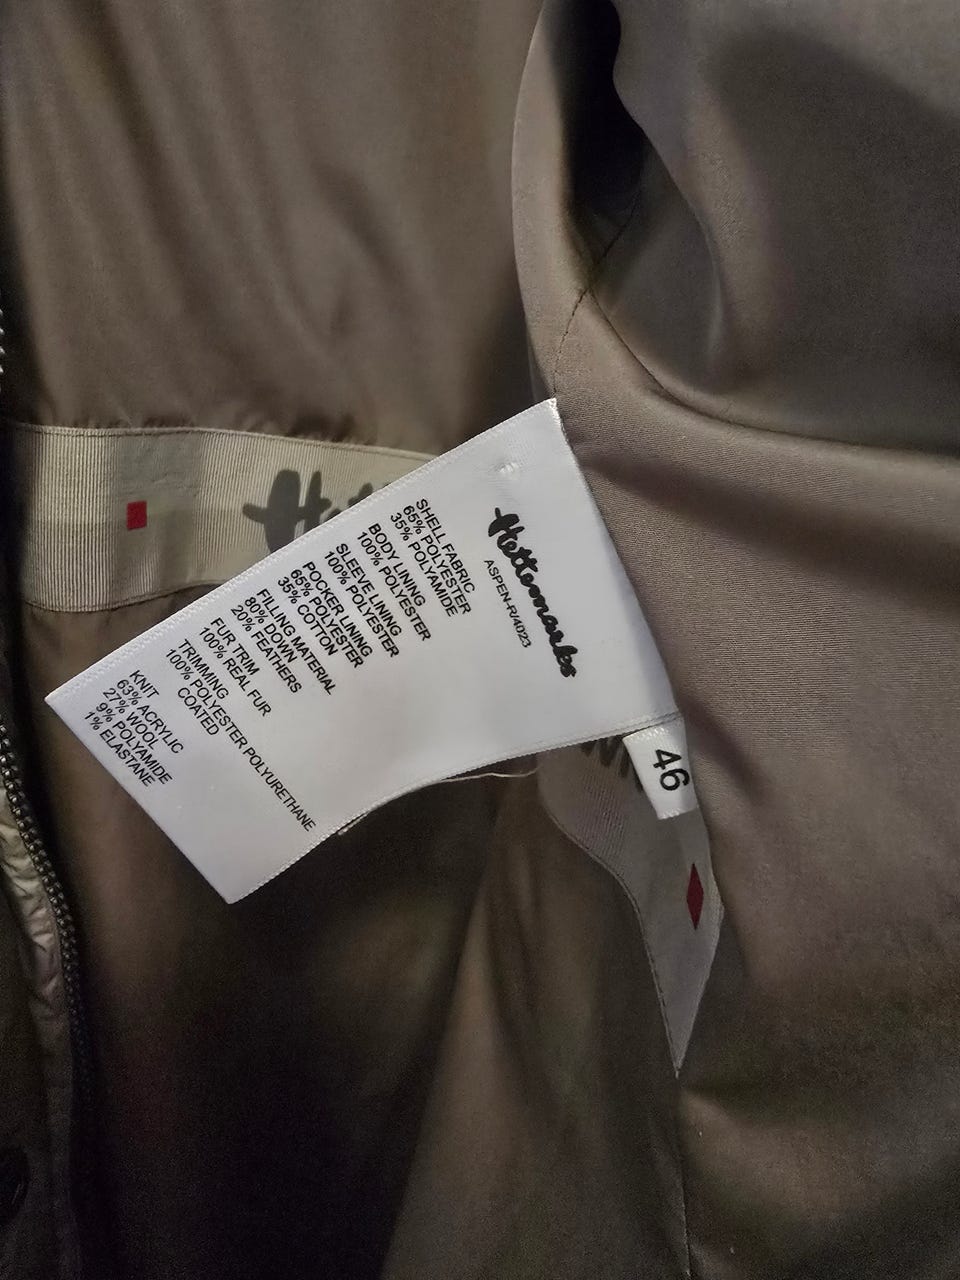 Hettemarks
ASPEN-R/4023
SHELL FABRIC
65% POLYESTER
35% POLYAMIDE
BODY LINING
100% POLYESTER
SLEEVE LINING
100% POLYESTER
POCKER LINING
65% POLYESTER
35% COTTON
FILLING MATERIAL
80% DOWN
20% FEATHERS
FUR TRIM
100% REAL FUR
TRIMMING
100% POLYESTER POLYURETHANE
COATED
KNIT
63% ACRYLIC
27% WOOL
9% POLYAMIDE
1% ELASTANE
46